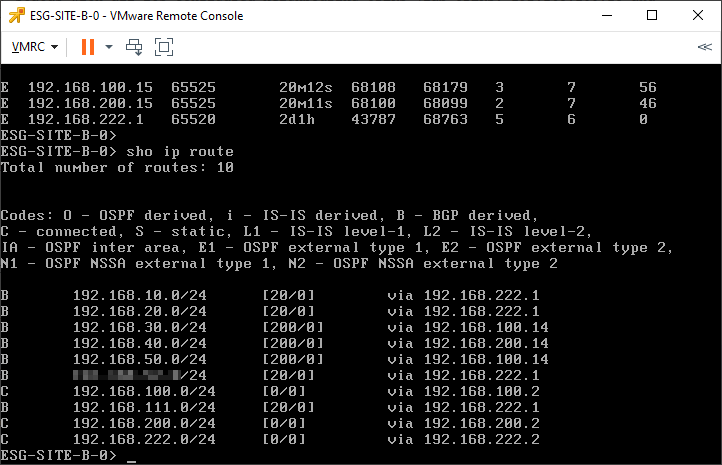 ESG-SITE-B-0 - VMware Remote Console
VMRC
E 192.168.100.15 65525 20m12s 68108 68179 3 7 56
E 192.168.200.15 65525 20m11s 68100 68099 2 7 46
E 192.168.222.1 65520 2d1h 43787 68763 5 6 0
ESG-SITE-B-0>
ESG-SITE-B-0> sho ip route
Total number of routes: 10
Codes: O - OSPF derived, i - IS-IS derived, B - BGP derived,
C - connected, S - static, L1 - IS-IS level-1, L2 - IS-IS level-2,
IA - OSPF inter area, E1 - OSPF external type 1, E2 - OSPF external type 2,
N1 - OSPF NSSA external type 1, N2 - OSPF NSSA external type 2
B 192.168.10.0/24 [20/0] via 192.168.222.1
B 192.168.20.0/24 [20/0] via 192.168.222.1
B 192.168.30.0/24 [200/0] via 192.168.100.14
B 192.168.40.0/24 [200/0] via 192.168.200.14
B 192.168.50.0/24 [200/0] via 192.168.100.14
B /24 [20/0] via 192.168.222.1
C 192.168.100.0/24 [0/0] via 192.168.100.2
B 192.168.111.0/24 [20/0] via 192.168.222.1
C 192.168.200.0/24 [0/0] via 192.168.200.2
C 192.168.222.0/24 [0/0] via 192.168.222.2
ESG-SITE-B-0> _